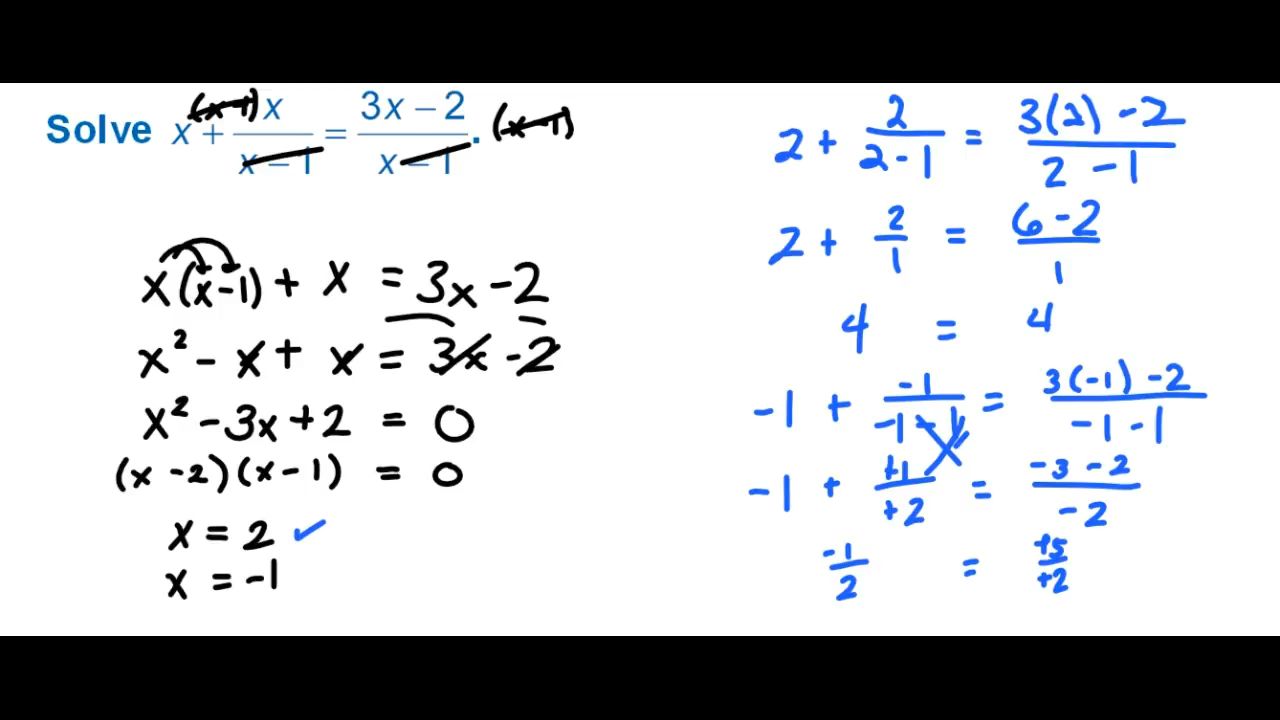 Solve x + (x-1) x / x - 1 = 3x - 2 / x - 1 . (x-1)
x(x-1) + x = 3x - 2
x² - x + x = 3x - 2
x² - 3x + 2 = 0
(x - 2)(x - 1) = 0
x = 2 ✓
x = -1
2 + 2 / 2 - 1 = 3(2) - 2 / 2 - 1
2 + 2 / 1 = 6 - 2 / 1
4 = 4
-1 + -1 / -1 - 1 = 3(-1) - 2 / -1 - 1
-1 + +1 / +2 = -3 - 2 / -2
-1 / 2 = +5 / +2